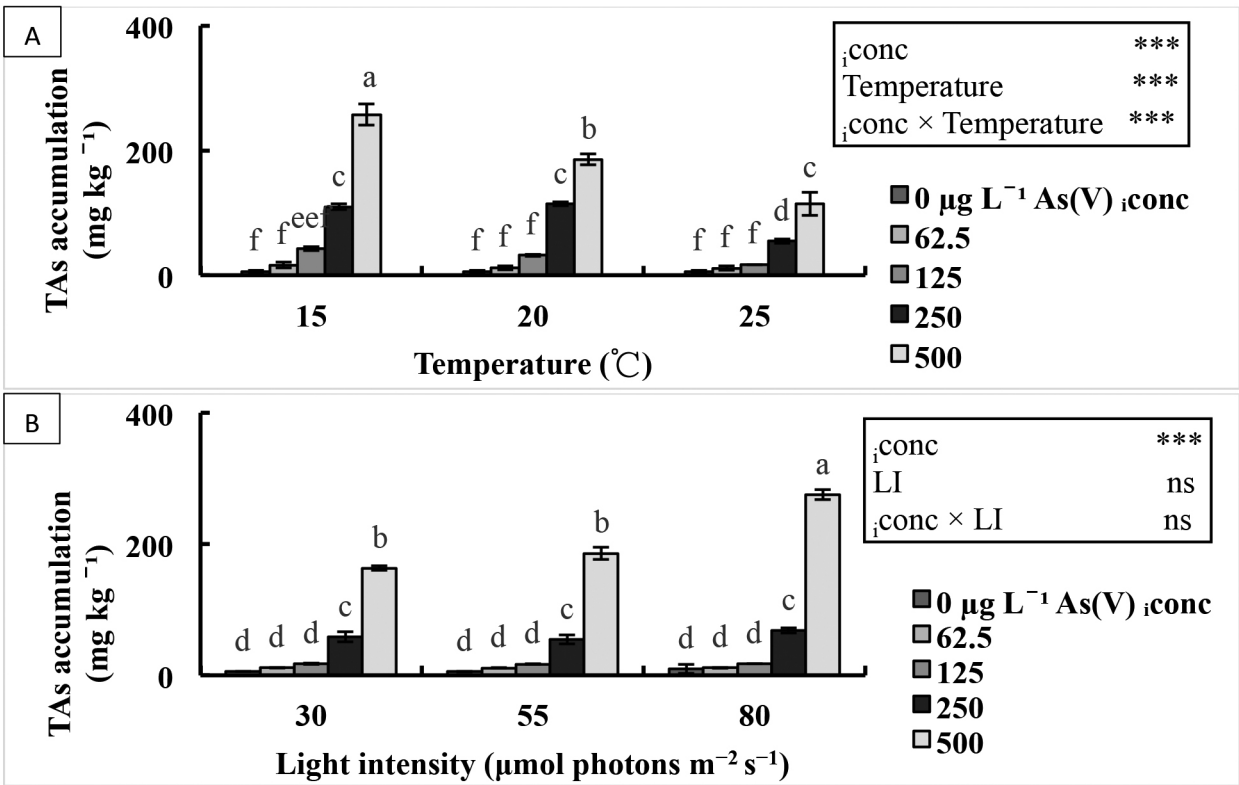 A
400
200
0
TAs accumulation
(mg kg ⁻¹)
f f f a
c
f f f c b
f f f d c
15 20 25
Temperature (℃)
ᵢconc ***
Temperature ***
ᵢconc × Temperature ***
0 μg L⁻¹ As(V) ᵢconc
62.5
125
250
500
B
400
200
0
TAs accumulation
(mg kg ⁻¹)
d d d c b
d d d c b
d d d c a
30 55 80
Light intensity (μmol photons m⁻² s⁻¹)
ᵢconc ***
LI ns
ᵢconc × LI ns
0 μg L⁻¹ As(V) ᵢconc
62.5
125
250
500